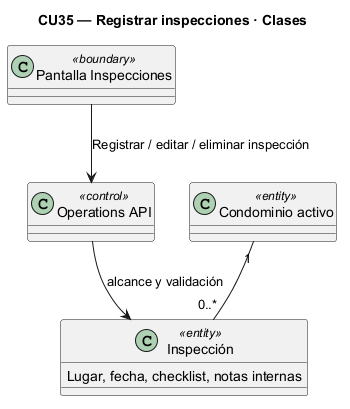 CU35 — Registrar inspecciones · Clases
C
«boundary»
Pantalla Inspecciones
Registrar / editar / eliminar inspección
C
«control»
Operations API
C
«entity»
Condominio activo
alcance y validación
1
0..*
C
«entity»
Inspección
Lugar, fecha, checklist, notas internas